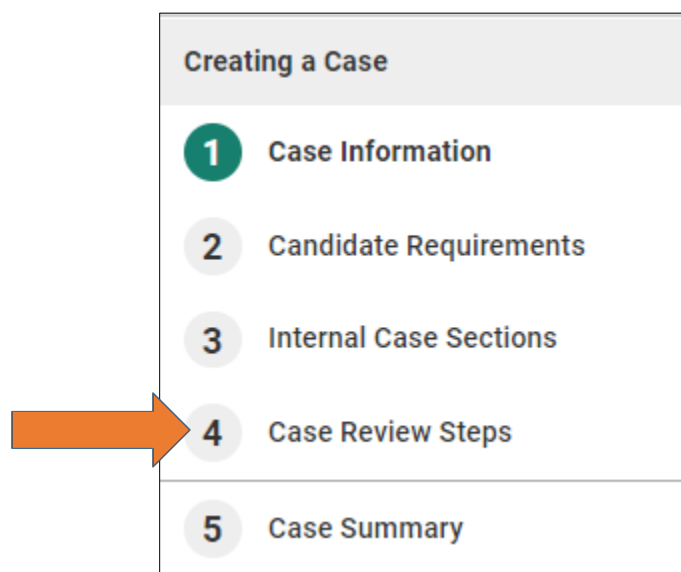 Creating a Case
1 Case Information
2 Candidate Requirements
3 Internal Case Sections
4 Case Review Steps
5 Case Summary